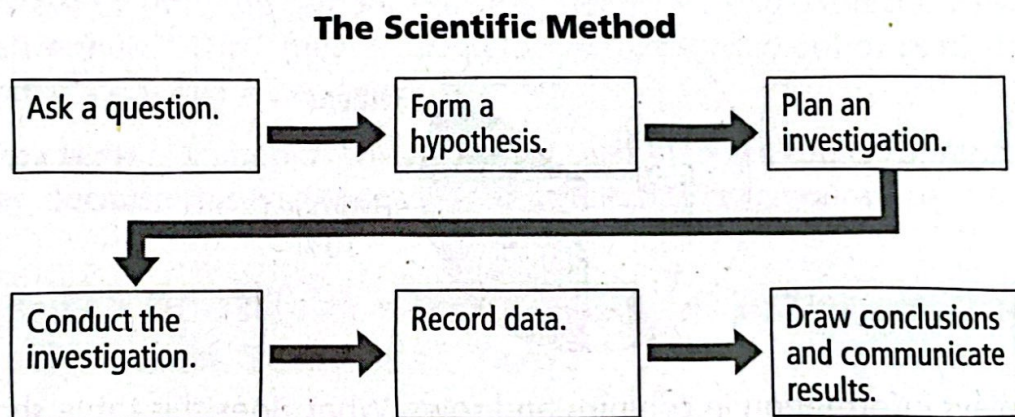 The Scientific Method
Ask a question.
Form a
hypothesis.
Plan an
investigation.
Conduct the
investigation.
Record data.
Draw conclusions
and communicate
results.